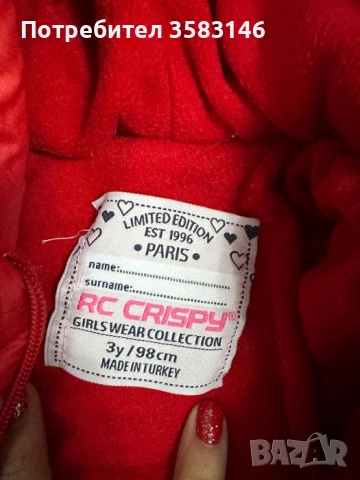 Потребител 3583146
LIMITED EDITION
EST 1996
• PARIS •
name:....................
surname:....................
RC CRISPY®
GIRLS WEAR COLLECTION
3y / 98cm
MADE IN TURKEY
BAZAR